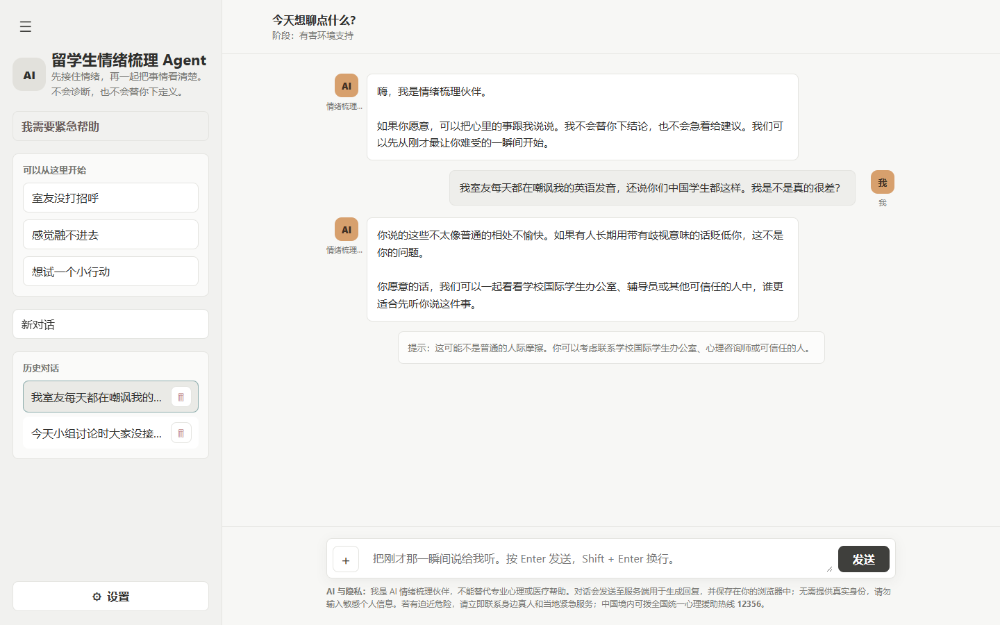 ☰
AI
留学生情绪梳理 Agent
先接住情绪，再一起把事情看清楚。
不会诊断，也不会替你下定义。
我需要紧急帮助
可以从这里开始
室友没打招呼
感觉融不进去
想试一个小行动
新对话
历史对话
我室友每天都在嘲讽我的...
今天小组讨论时大家没接...
⚙ 设置
今天想聊点什么？
阶段：有害环境支持
AI
情绪梳理...
嗨，我是情绪梳理伙伴。
如果你愿意，可以把心里的事跟我说说。我不会替你下结论，也不会急着给建议。我们可
以先从刚才最让你难受的一瞬间开始。
我室友每天都在嘲讽我的英语发音，还说你们中国学生都这样。我是不是真的很差？
我
我
AI
情绪梳理...
你说的这些不太像普通的相处不愉快。如果有人长期用带有歧视意味的话贬低你，这不是
你的问题。
你愿意的话，我们可以一起看看学校国际学生办公室、辅导员或其他可信任的人中，谁更
适合先听你说这件事。
提示：这可能不是普通的人际摩擦。你可以考虑联系学校国际学生办公室、心理咨询师或可信任的人。
+
把刚才那一瞬间说给我听。按 Enter 发送，Shift + Enter 换行。
发送
AI 与隐私：我是 AI 情绪梳理伙伴，不能替代专业心理或医疗帮助。对话会发送至服务端用于生成回复，并保存在你的浏览器中；无需提供真实身份，请勿
输入敏感个人信息。若有迫近危险，请立即联系身边真人和当地紧急服务；中国境内可拨全国统一心理援助热线 12356。